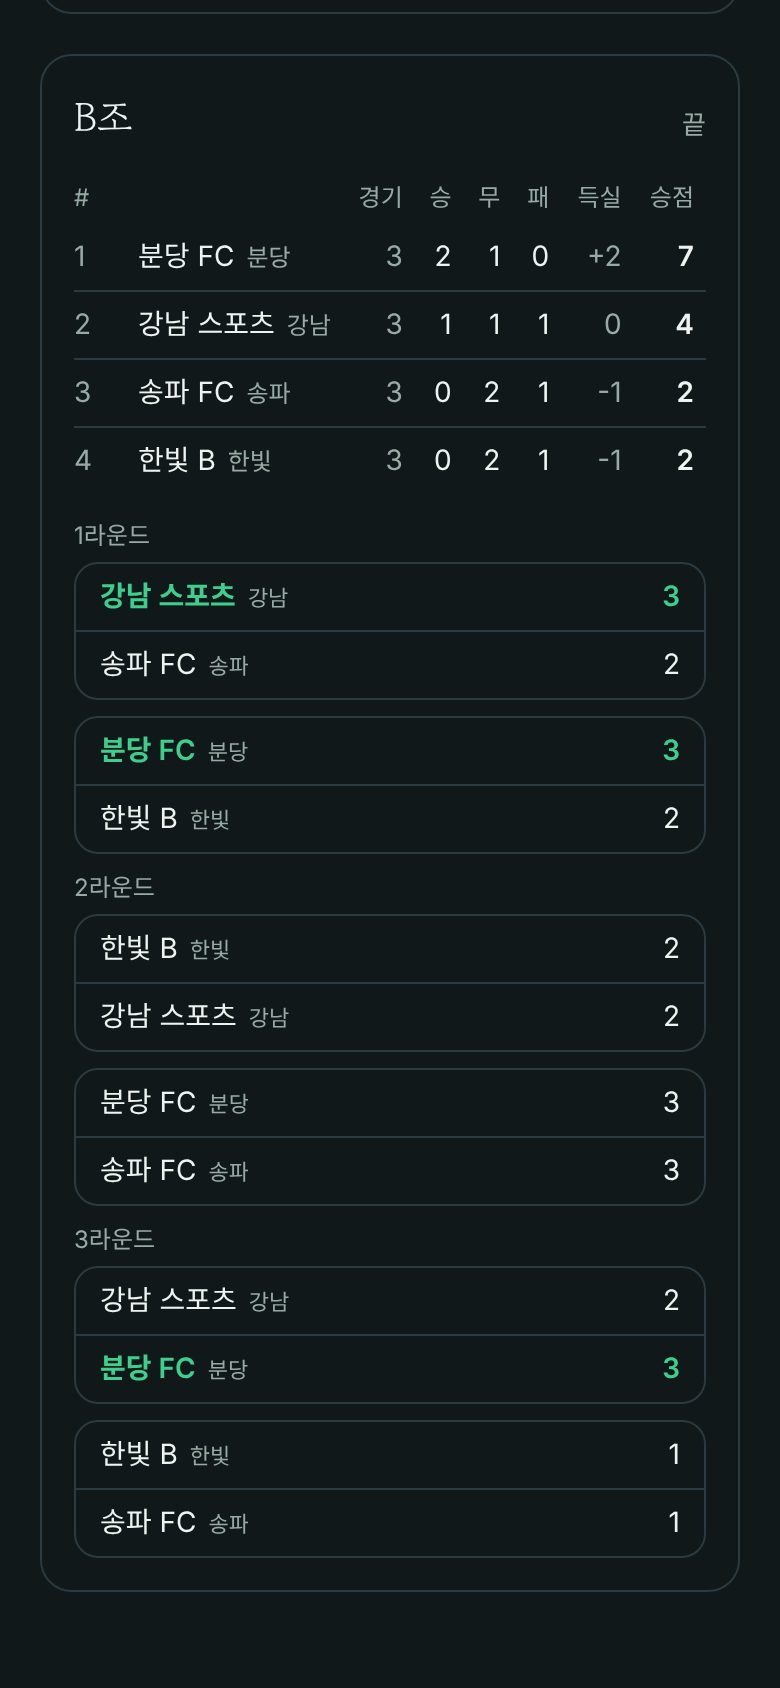 B조 끝
# 경기 승 무 패 득실 승점
1 분당 FC 분당 3 2 1 0 +2 7
2 강남 스포츠 강남 3 1 1 1 0 4
3 송파 FC 송파 3 0 2 1 -1 2
4 한빛 B 한빛 3 0 2 1 -1 2
1라운드
강남 스포츠 강남 3
송파 FC 송파 2
분당 FC 분당 3
한빛 B 한빛 2
2라운드
한빛 B 한빛 2
강남 스포츠 강남 2
분당 FC 분당 3
송파 FC 송파 3
3라운드
강남 스포츠 강남 2
분당 FC 분당 3
한빛 B 한빛 1
송파 FC 송파 1